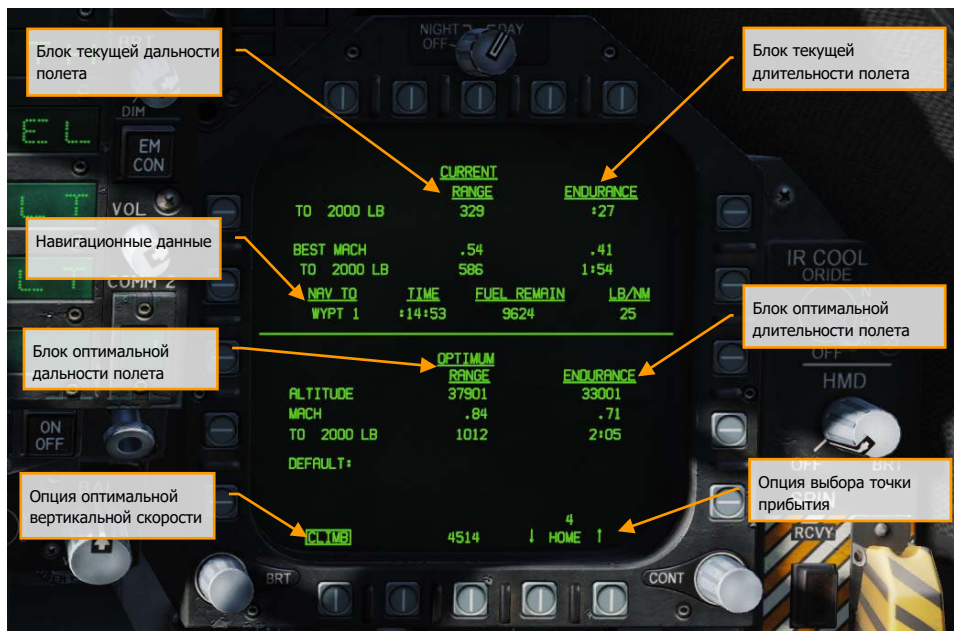 NIGHT DAY
OFF
BRT
DIM
EL
EM
CON
L T
VOL
L T
COMM 2
ON
OFF
BRT
CONT
IR COOL
ORIDE
OFF
HMD
OFF BRT
SPIN
RCVY
Блок текущей дальности
полета
Блок текущей
длительности полета
Навигационные данные
Блок оптимальной
длительности полета
Блок оптимальной
дальности полета
Опция оптимальной
вертикальной скорости
Опция выбора точки
прибытия
CURRENT
RANGE ENDURANCE
TO 2000 LB 329 :27
BEST MACH .54 .41
TO 2000 LB 586 1:54
NAV TO TIME FUEL REMAIN LB/NM
WYPT 1 :14:53 9624 25
OPTIMUM
RANGE ENDURANCE
ALTITUDE 37901 33001
MACH .84 .71
TO 2000 LB 1012 2:05
DEFAULT:
4
CLIMB 4514 ↓ HOME ↑